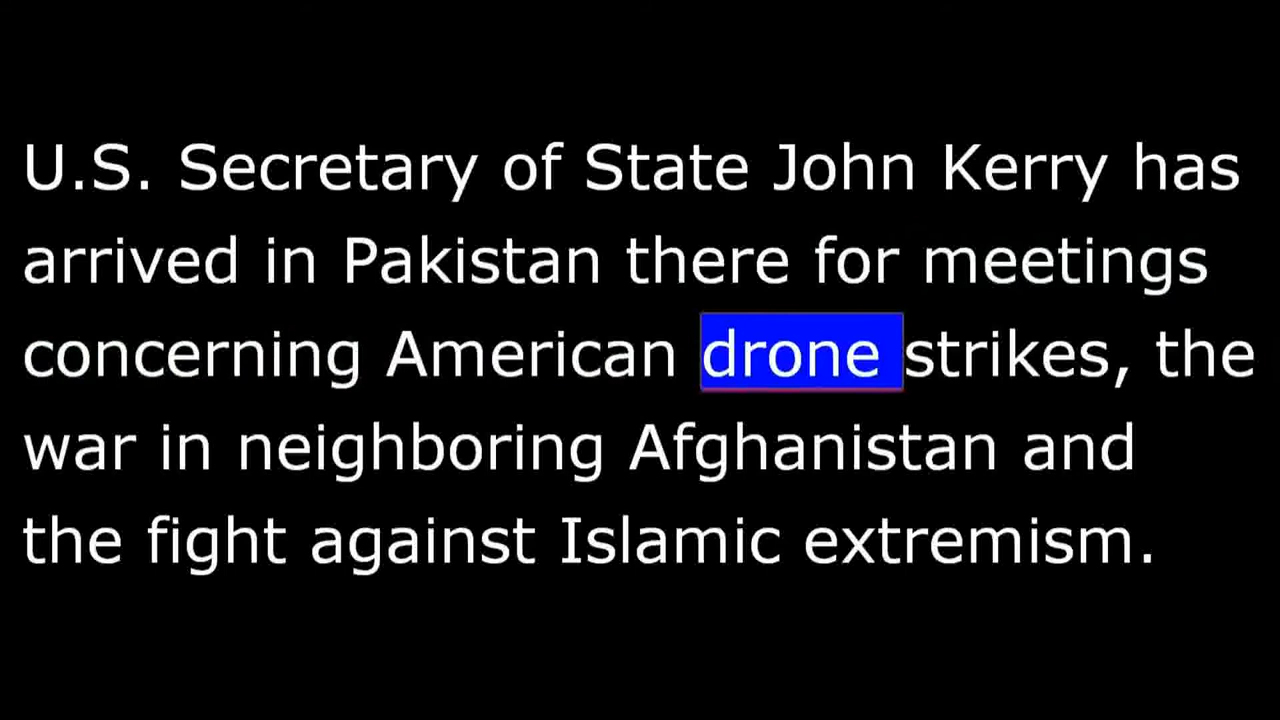 U.S. Secretary of State John Kerry has
arrived in Pakistan there for meetings
concerning American drone strikes, the
war in neighboring Afghanistan and
the fight against Islamic extremism.